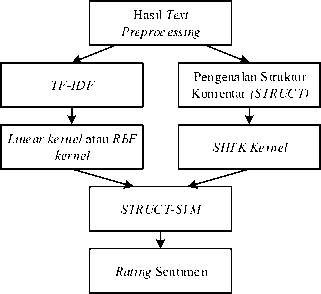 Hasil Text
Preprocessing
TF-IDF
Pengenalan Struktur
Komentar (STRUCT)
Linear kernel atau RBF
kernel
SHTK Kernel
STRUCT-SVM
Rating Sentimen